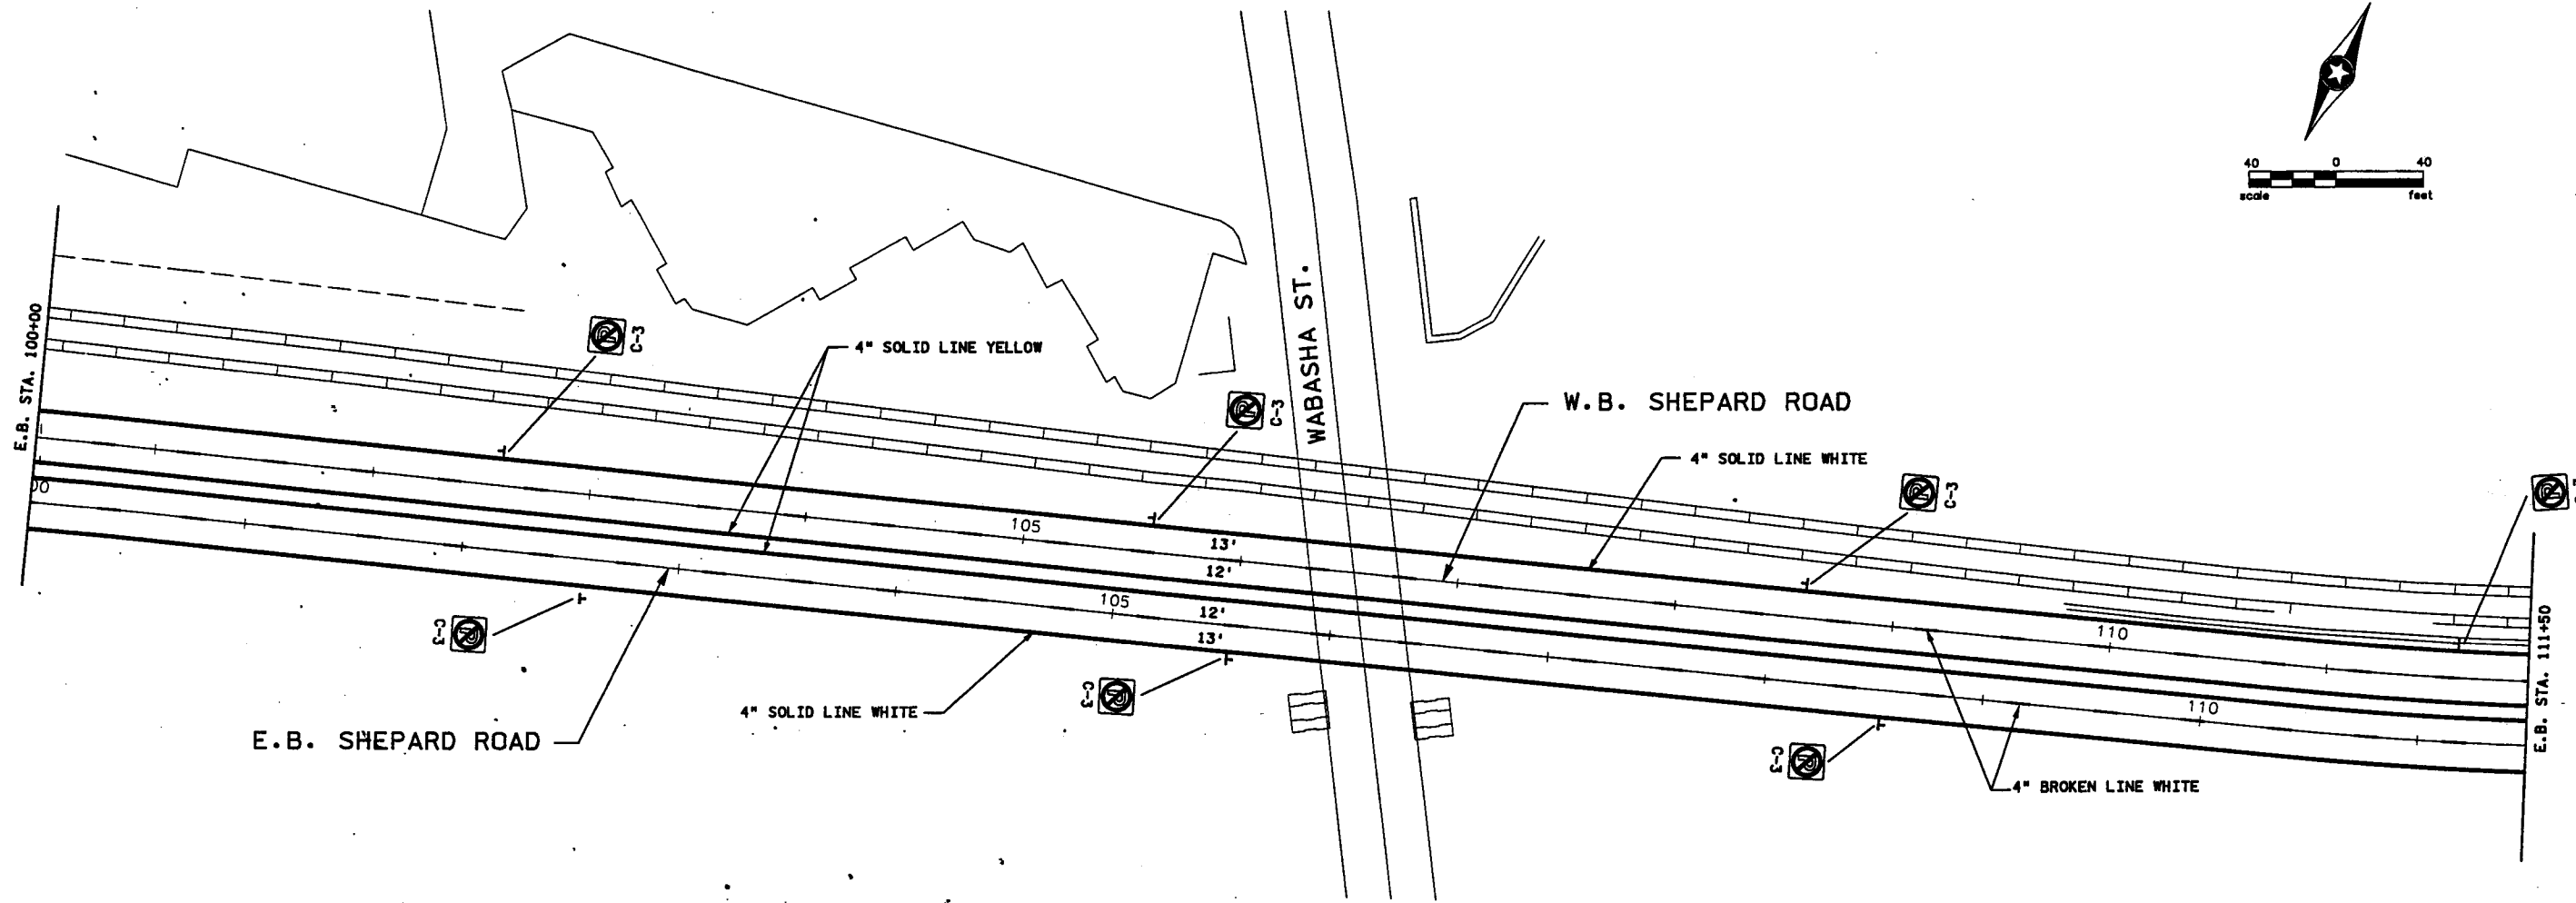 40 0 40
scale feet
E.B. STA. 100+00
C-3
4" SOLID LINE YELLOW
WABASHA ST.
C-3
W.B. SHEPARD ROAD
4" SOLID LINE WHITE
C-3
00
105
13'
12'
105
12'
13'
110
110
E.B. STA. 111+50
C-3
C-3
C-3
4" SOLID LINE WHITE
E.B. SHEPARD ROAD
4" BROKEN LINE WHITE